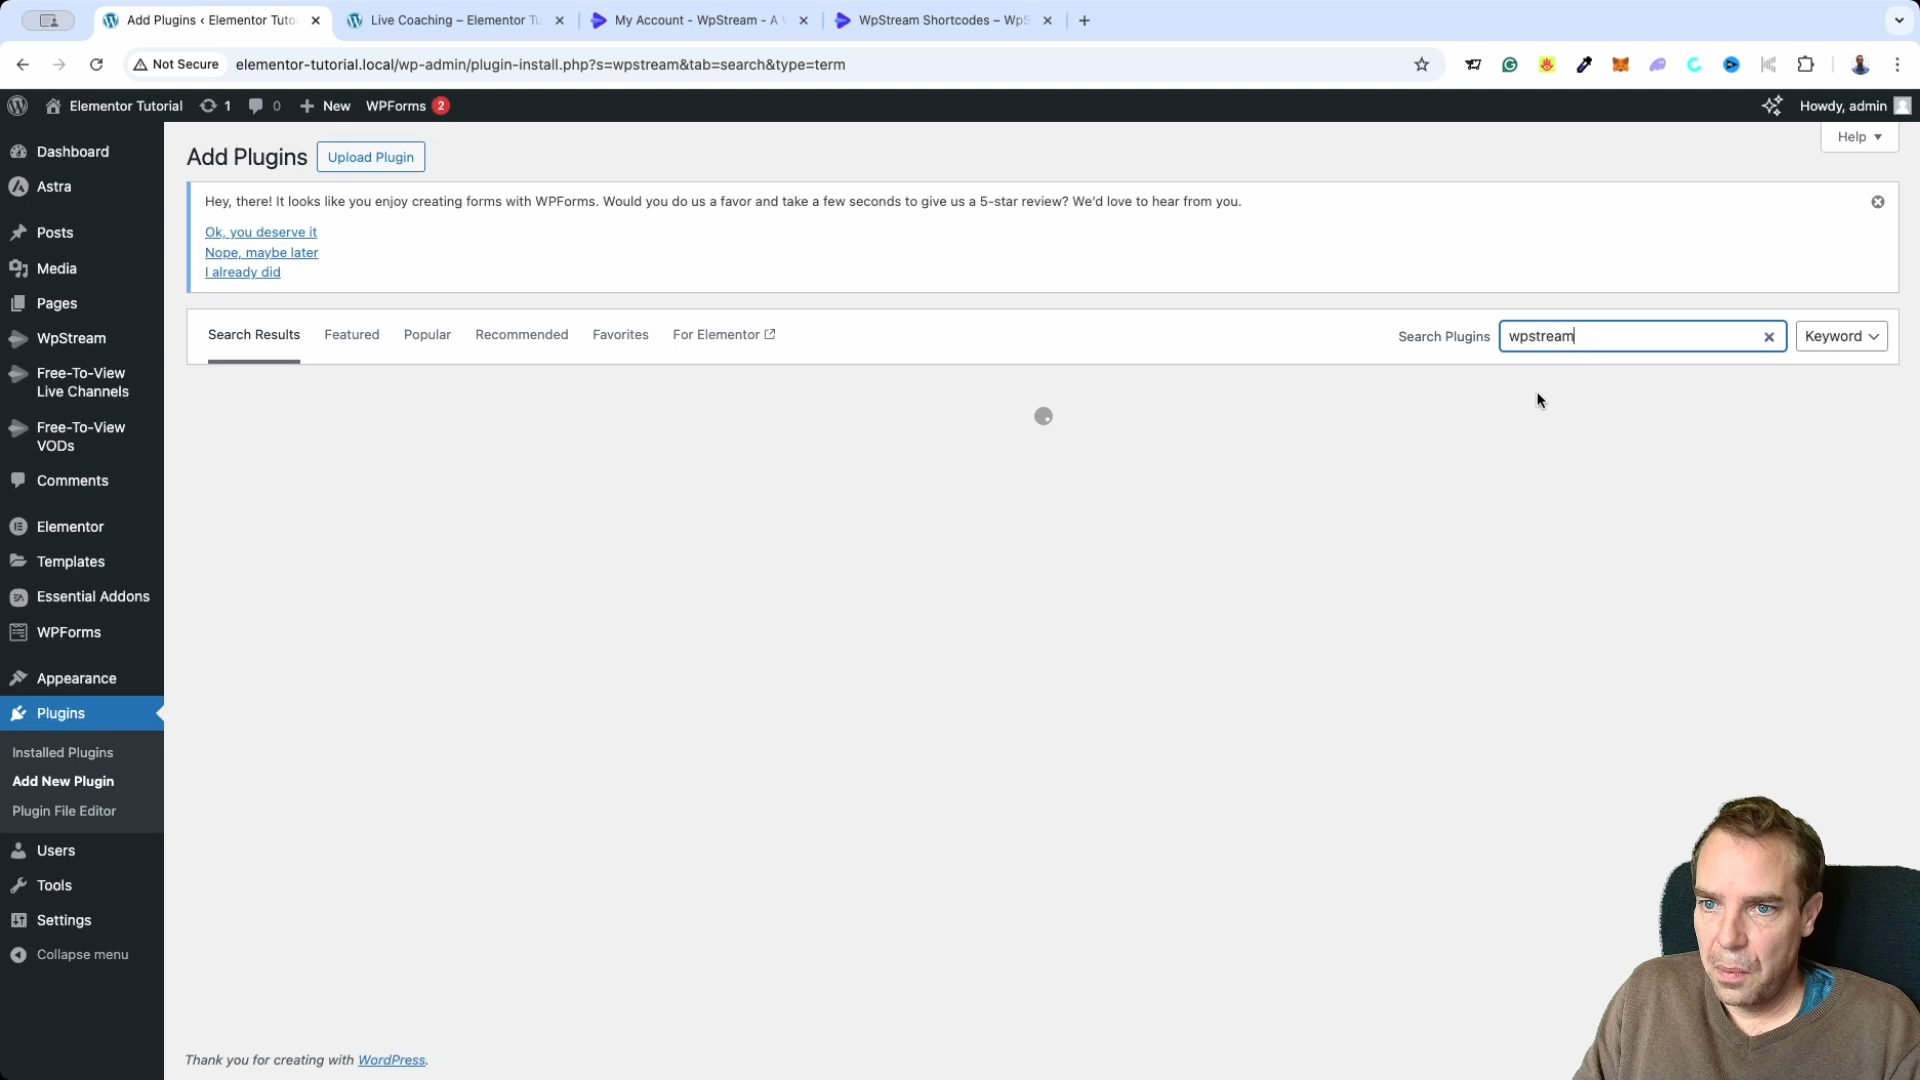 Add Plugins ‹ Elementor Tuto
Live Coaching – Elementor Tu
My Account - WpStream - A
WpStream Shortcodes – WpS
Not Secure
elementor-tutorial.local/wp-admin/plugin-install.php?s=wpstream&tab=search&type=term
Elementor Tutorial
1
0
New
WPForms 2
Howdy, admin
Dashboard
Astra
Posts
Media
Pages
WpStream
Free-To-View
Live Channels
Free-To-View
VODs
Comments
Elementor
Templates
Essential Addons
WPForms
Appearance
Plugins
Installed Plugins
Add New Plugin
Plugin File Editor
Users
Tools
Settings
Collapse menu
Help
Add Plugins
Upload Plugin
Hey, there! It looks like you enjoy creating forms with WPForms. Would you do us a favor and take a few seconds to give us a 5-star review? We'd love to hear from you.
Ok, you deserve it
Nope, maybe later
I already did
Search Results
Featured
Popular
Recommended
Favorites
For Elementor
Search Plugins
wpstream
Keyword
Thank you for creating with WordPress.